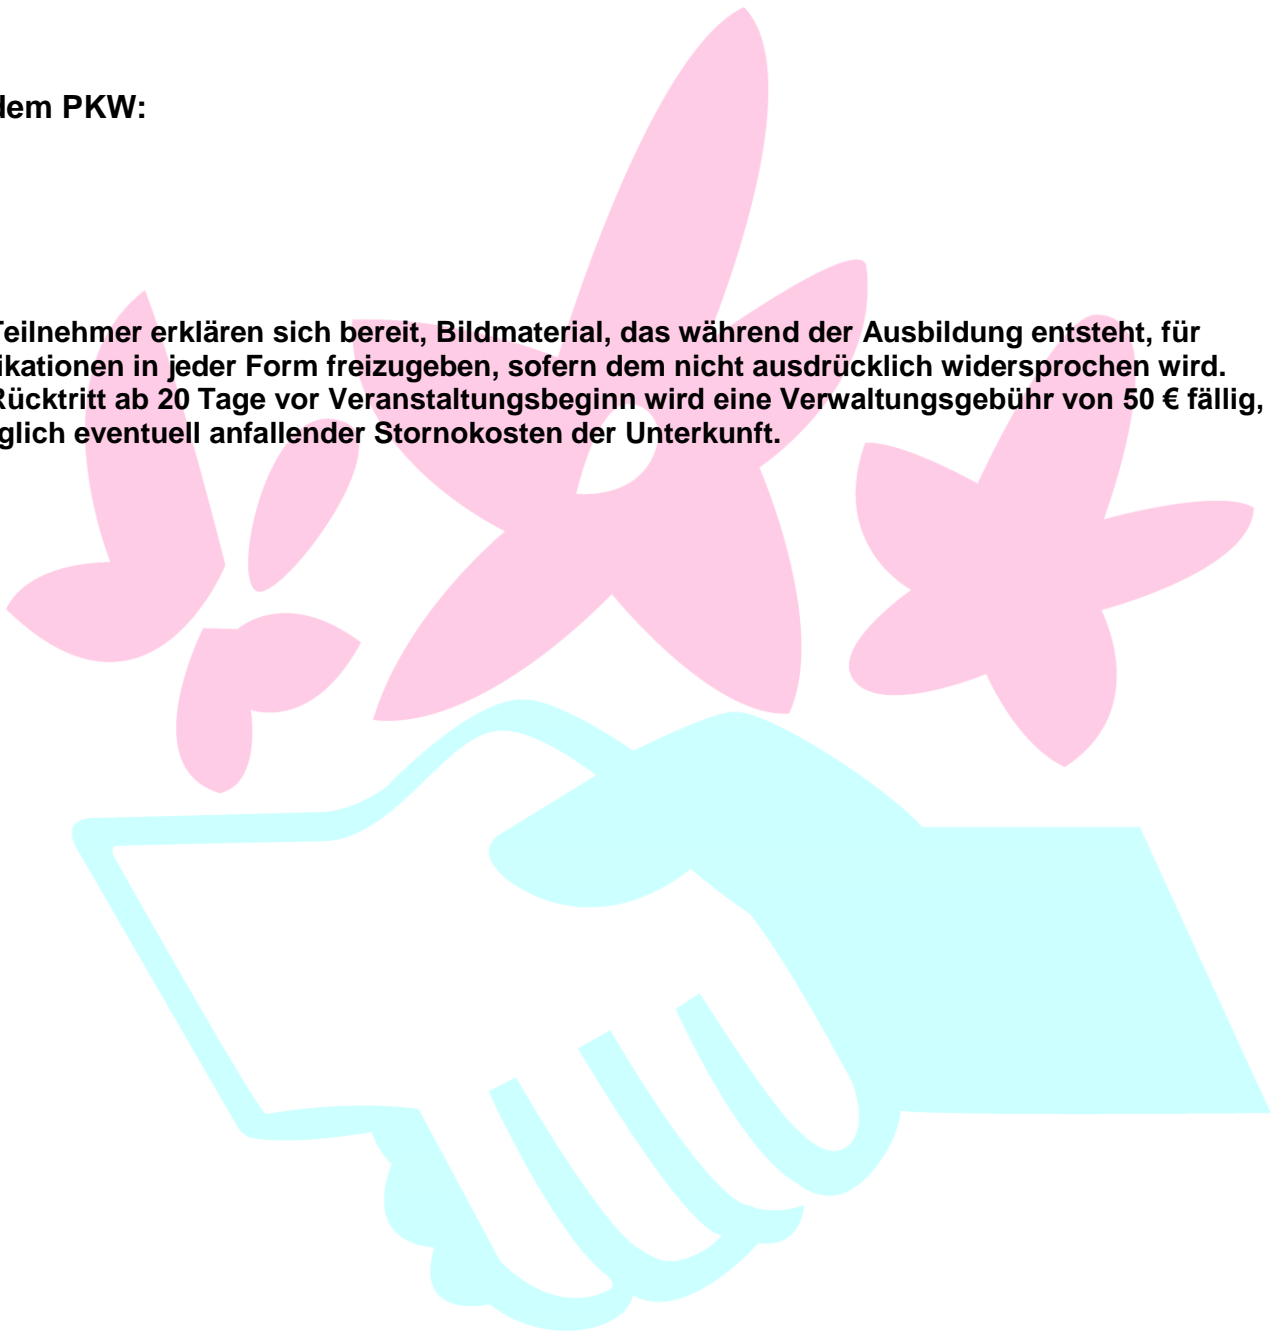 dem PKW:
Teilnehmer erklären sich bereit, Bildmaterial, das während der Ausbildung entsteht, für
ikationen in jeder Form freizugeben, sofern dem nicht ausdrücklich widersprochen wird.
Rücktritt ab 20 Tage vor Veranstaltungsbeginn wird eine Verwaltungsgebühr von 50 € fällig,
glich eventuell anfallender Stornokosten der Unterkunft.